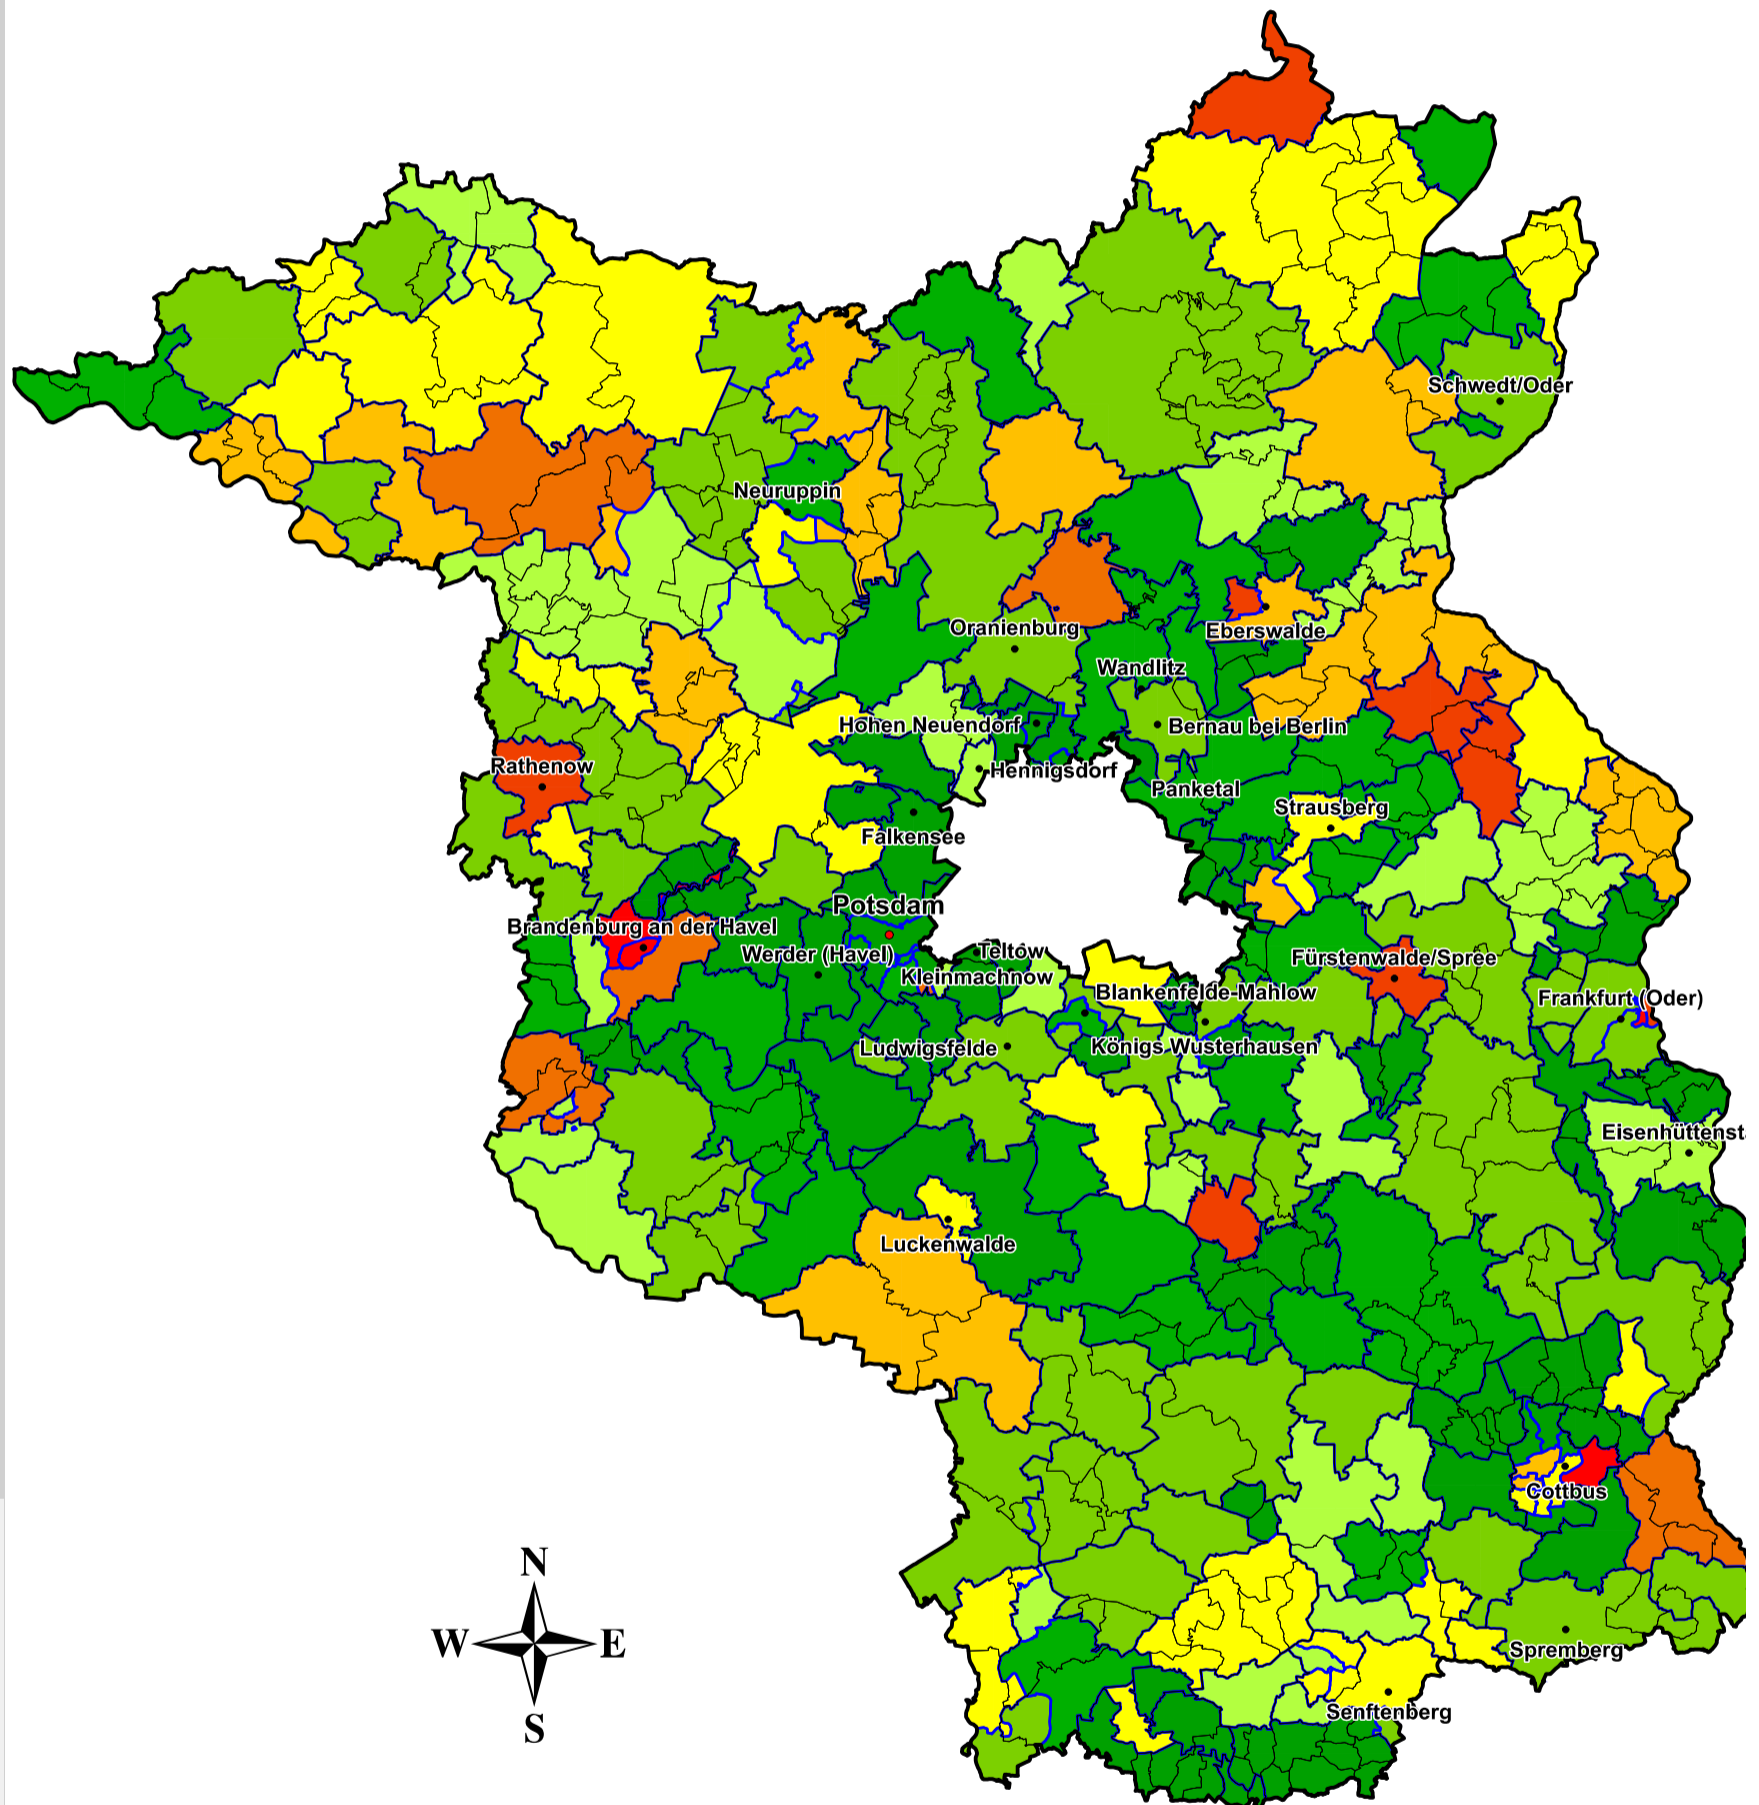 Schwedt/Oder
Neuruppin
Oranienburg
Eberswalde
Wandlitz
Hohen Neuendorf
Bernau bei Berlin
Rathenow
Hennigsdorf
Panketal
Strausberg
Falkensee
Potsdam
Brandenburg an der Havel
Werder (Havel)
Teltow
Kleinmachnow
Fürstenwalde/Spree
Blankenfelde-Mahlow
Frankfurt (Oder)
Ludwigsfelde
Königs Wusterhausen
Eisenhüttenst
Luckenwalde
Cottbus
N
W
E
S
Spremberg
Senftenberg